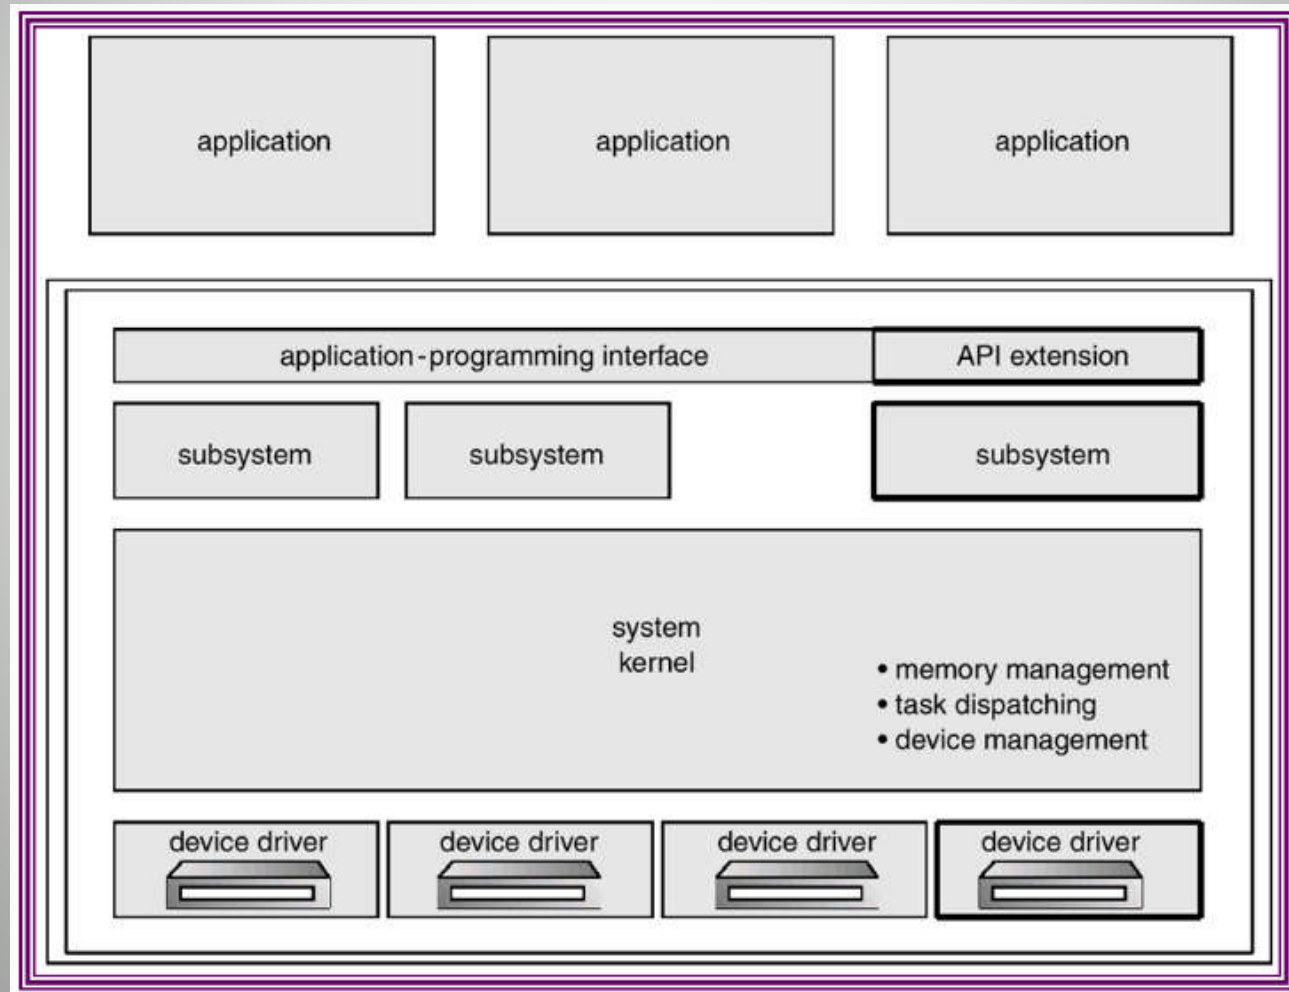 application
application
application
application-programming interface
API extension
subsystem
subsystem
subsystem
system
kernel
• memory management
• task dispatching
• device management
device driver
device driver
device driver
device driver